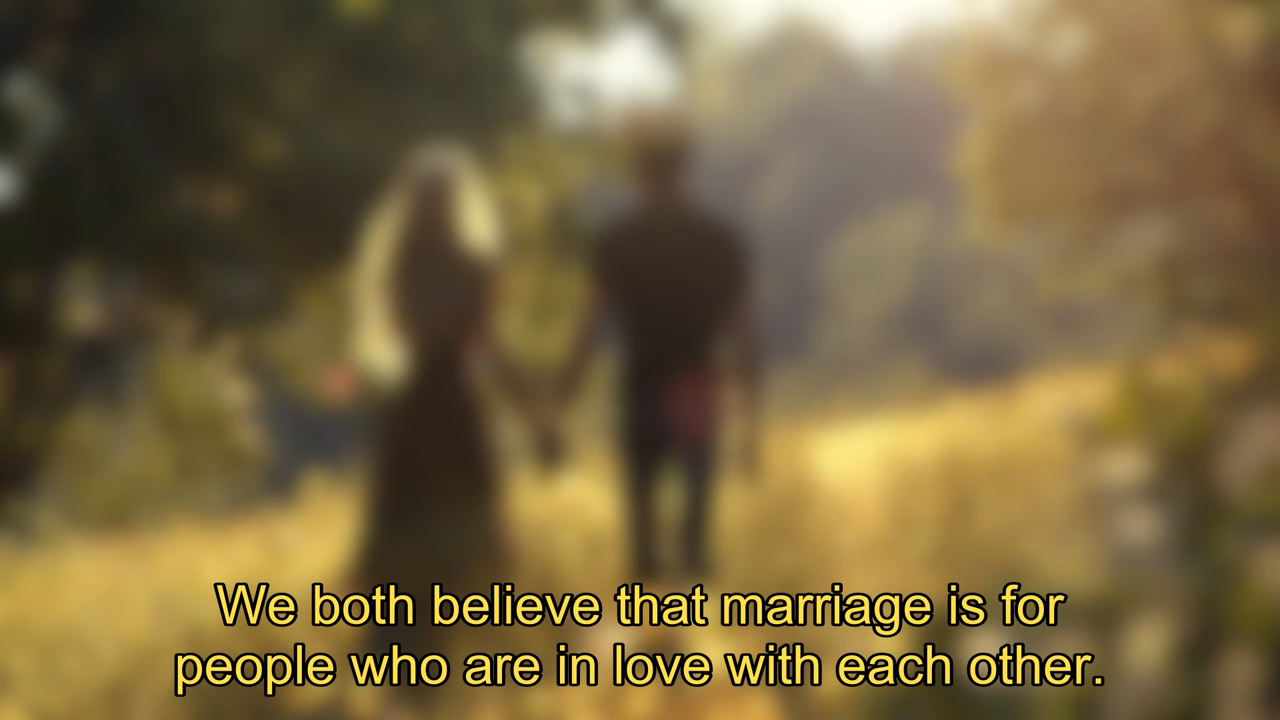 We both believe that marriage is for
people who are in love with each other.